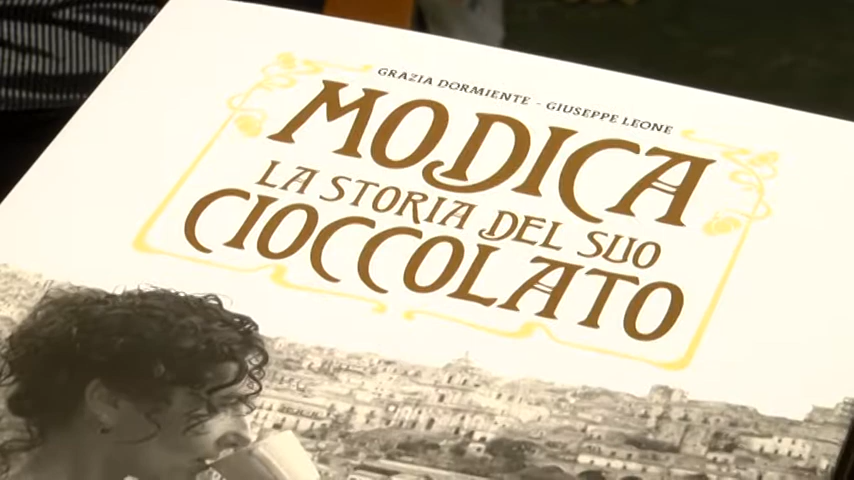 GRAZIA DORMIENTE - GIUSEPPE LEONE
MODICA
LA STORIA DEL SUO
CIOCCOLATO